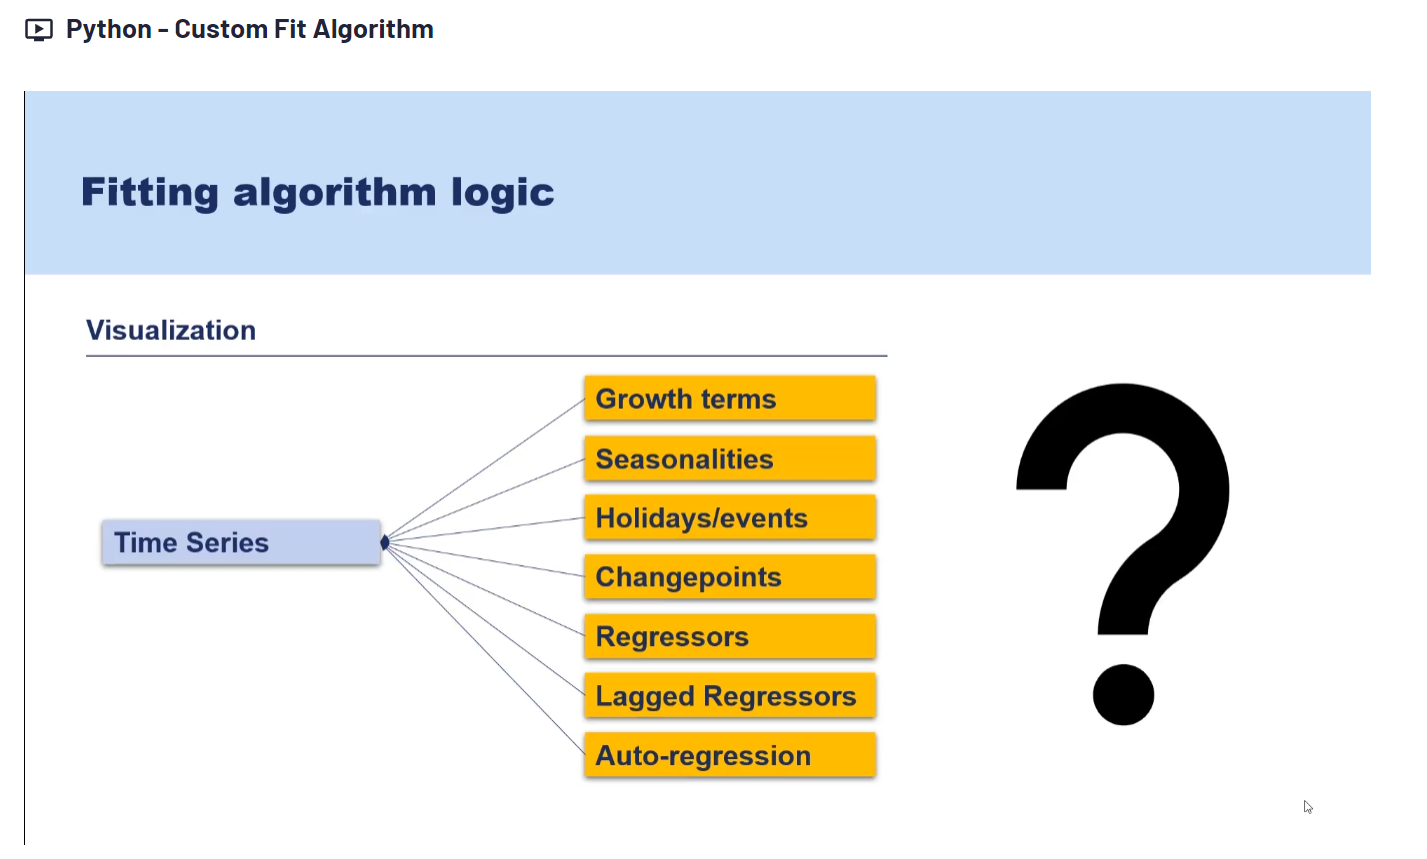 Python - Custom Fit Algorithm
Fitting algorithm logic
Visualization
Growth terms
Seasonalities
Holidays/events
Time Series
Changepoints
Regressors
Lagged Regressors
Auto-regression
?